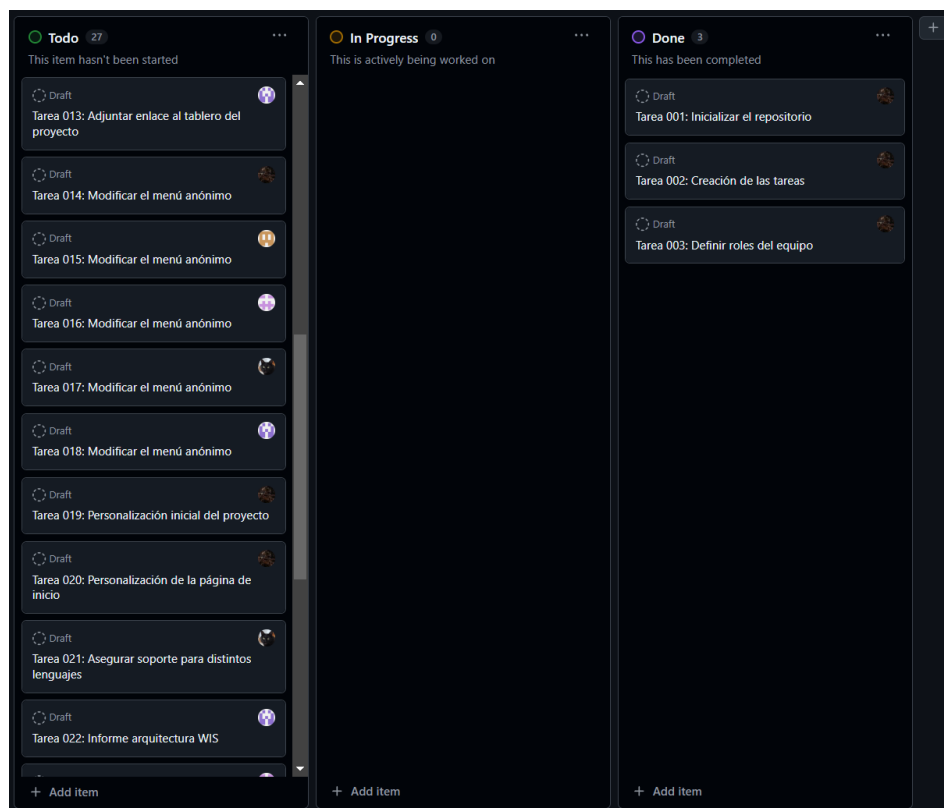 Todo 27
This item hasn't been started
Draft
Tarea 013: Adjuntar enlace al tablero del
proyecto
Draft
Tarea 014: Modificar el menú anónimo
Draft
Tarea 015: Modificar el menú anónimo
Draft
Tarea 016: Modificar el menú anónimo
Draft
Tarea 017: Modificar el menú anónimo
Draft
Tarea 018: Modificar el menú anónimo
Draft
Tarea 019: Personalización inicial del proyecto
Draft
Tarea 020: Personalización de la página de
inicio
Draft
Tarea 021: Asegurar soporte para distintos
lenguajes
Draft
Tarea 022: Informe arquitectura WIS
+ Add item
In Progress 0
This is actively being worked on
+ Add item
Done 3
This has been completed
Draft
Tarea 001: Inicializar el repositorio
Draft
Tarea 002: Creación de las tareas
Draft
Tarea 003: Definir roles del equipo
+ Add item